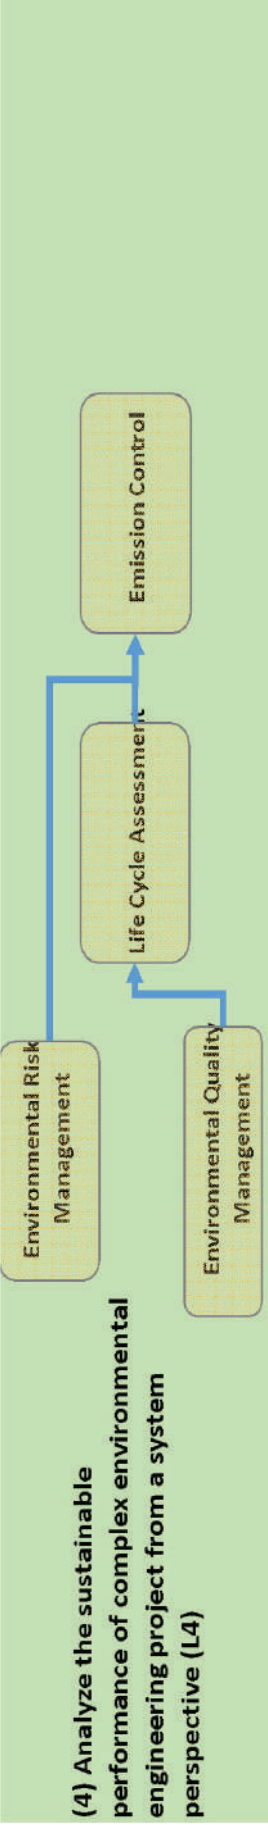 (4) Analyze the sustainable
performance of complex environmental
engineering project from a system
perspective (L4)
Environmental Risk
Management
Environmental Quality
Management
Life Cycle Assessment
Emission Control